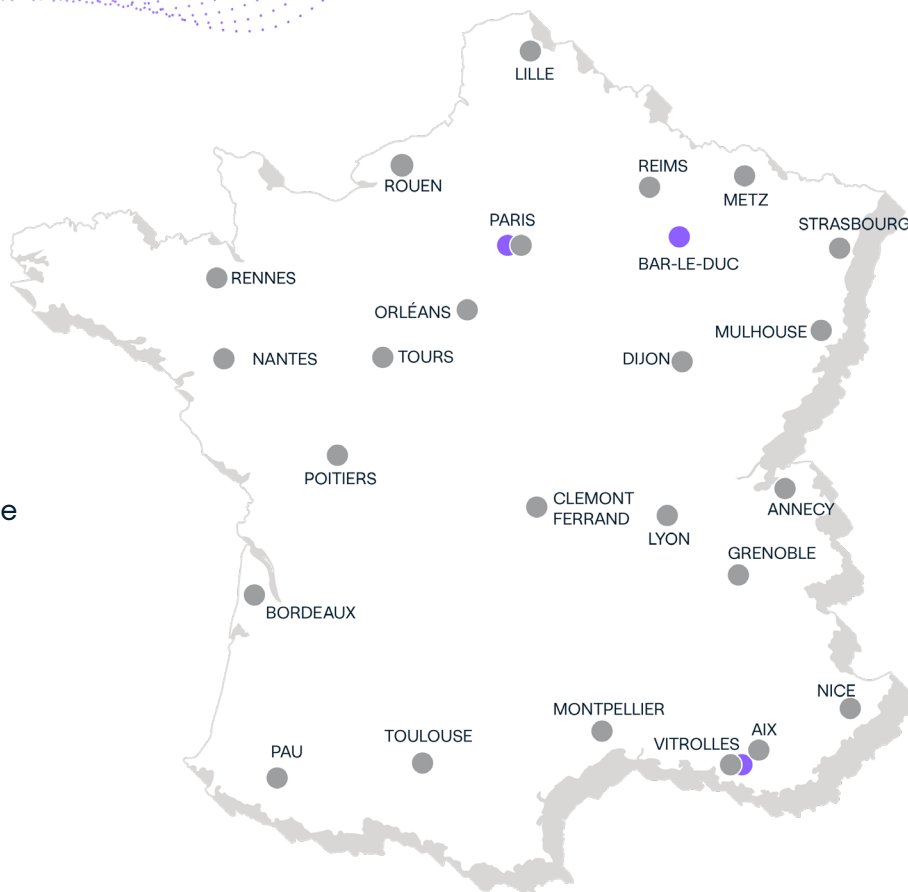 LILLE
REIMS
ROUEN
METZ
PARIS
STRASBOURG
BAR-LE-DUC
RENNES
ORLÉANS
MULHOUSE
NANTES
TOURS
DIJON
POITIERS
CLEMONT
FERRAND
e
ANNECY
LYON
GRENOBLE
BORDEAUX
NICE
MONTPELLIER
AIX
TOULOUSE
VITROLLES
PAU